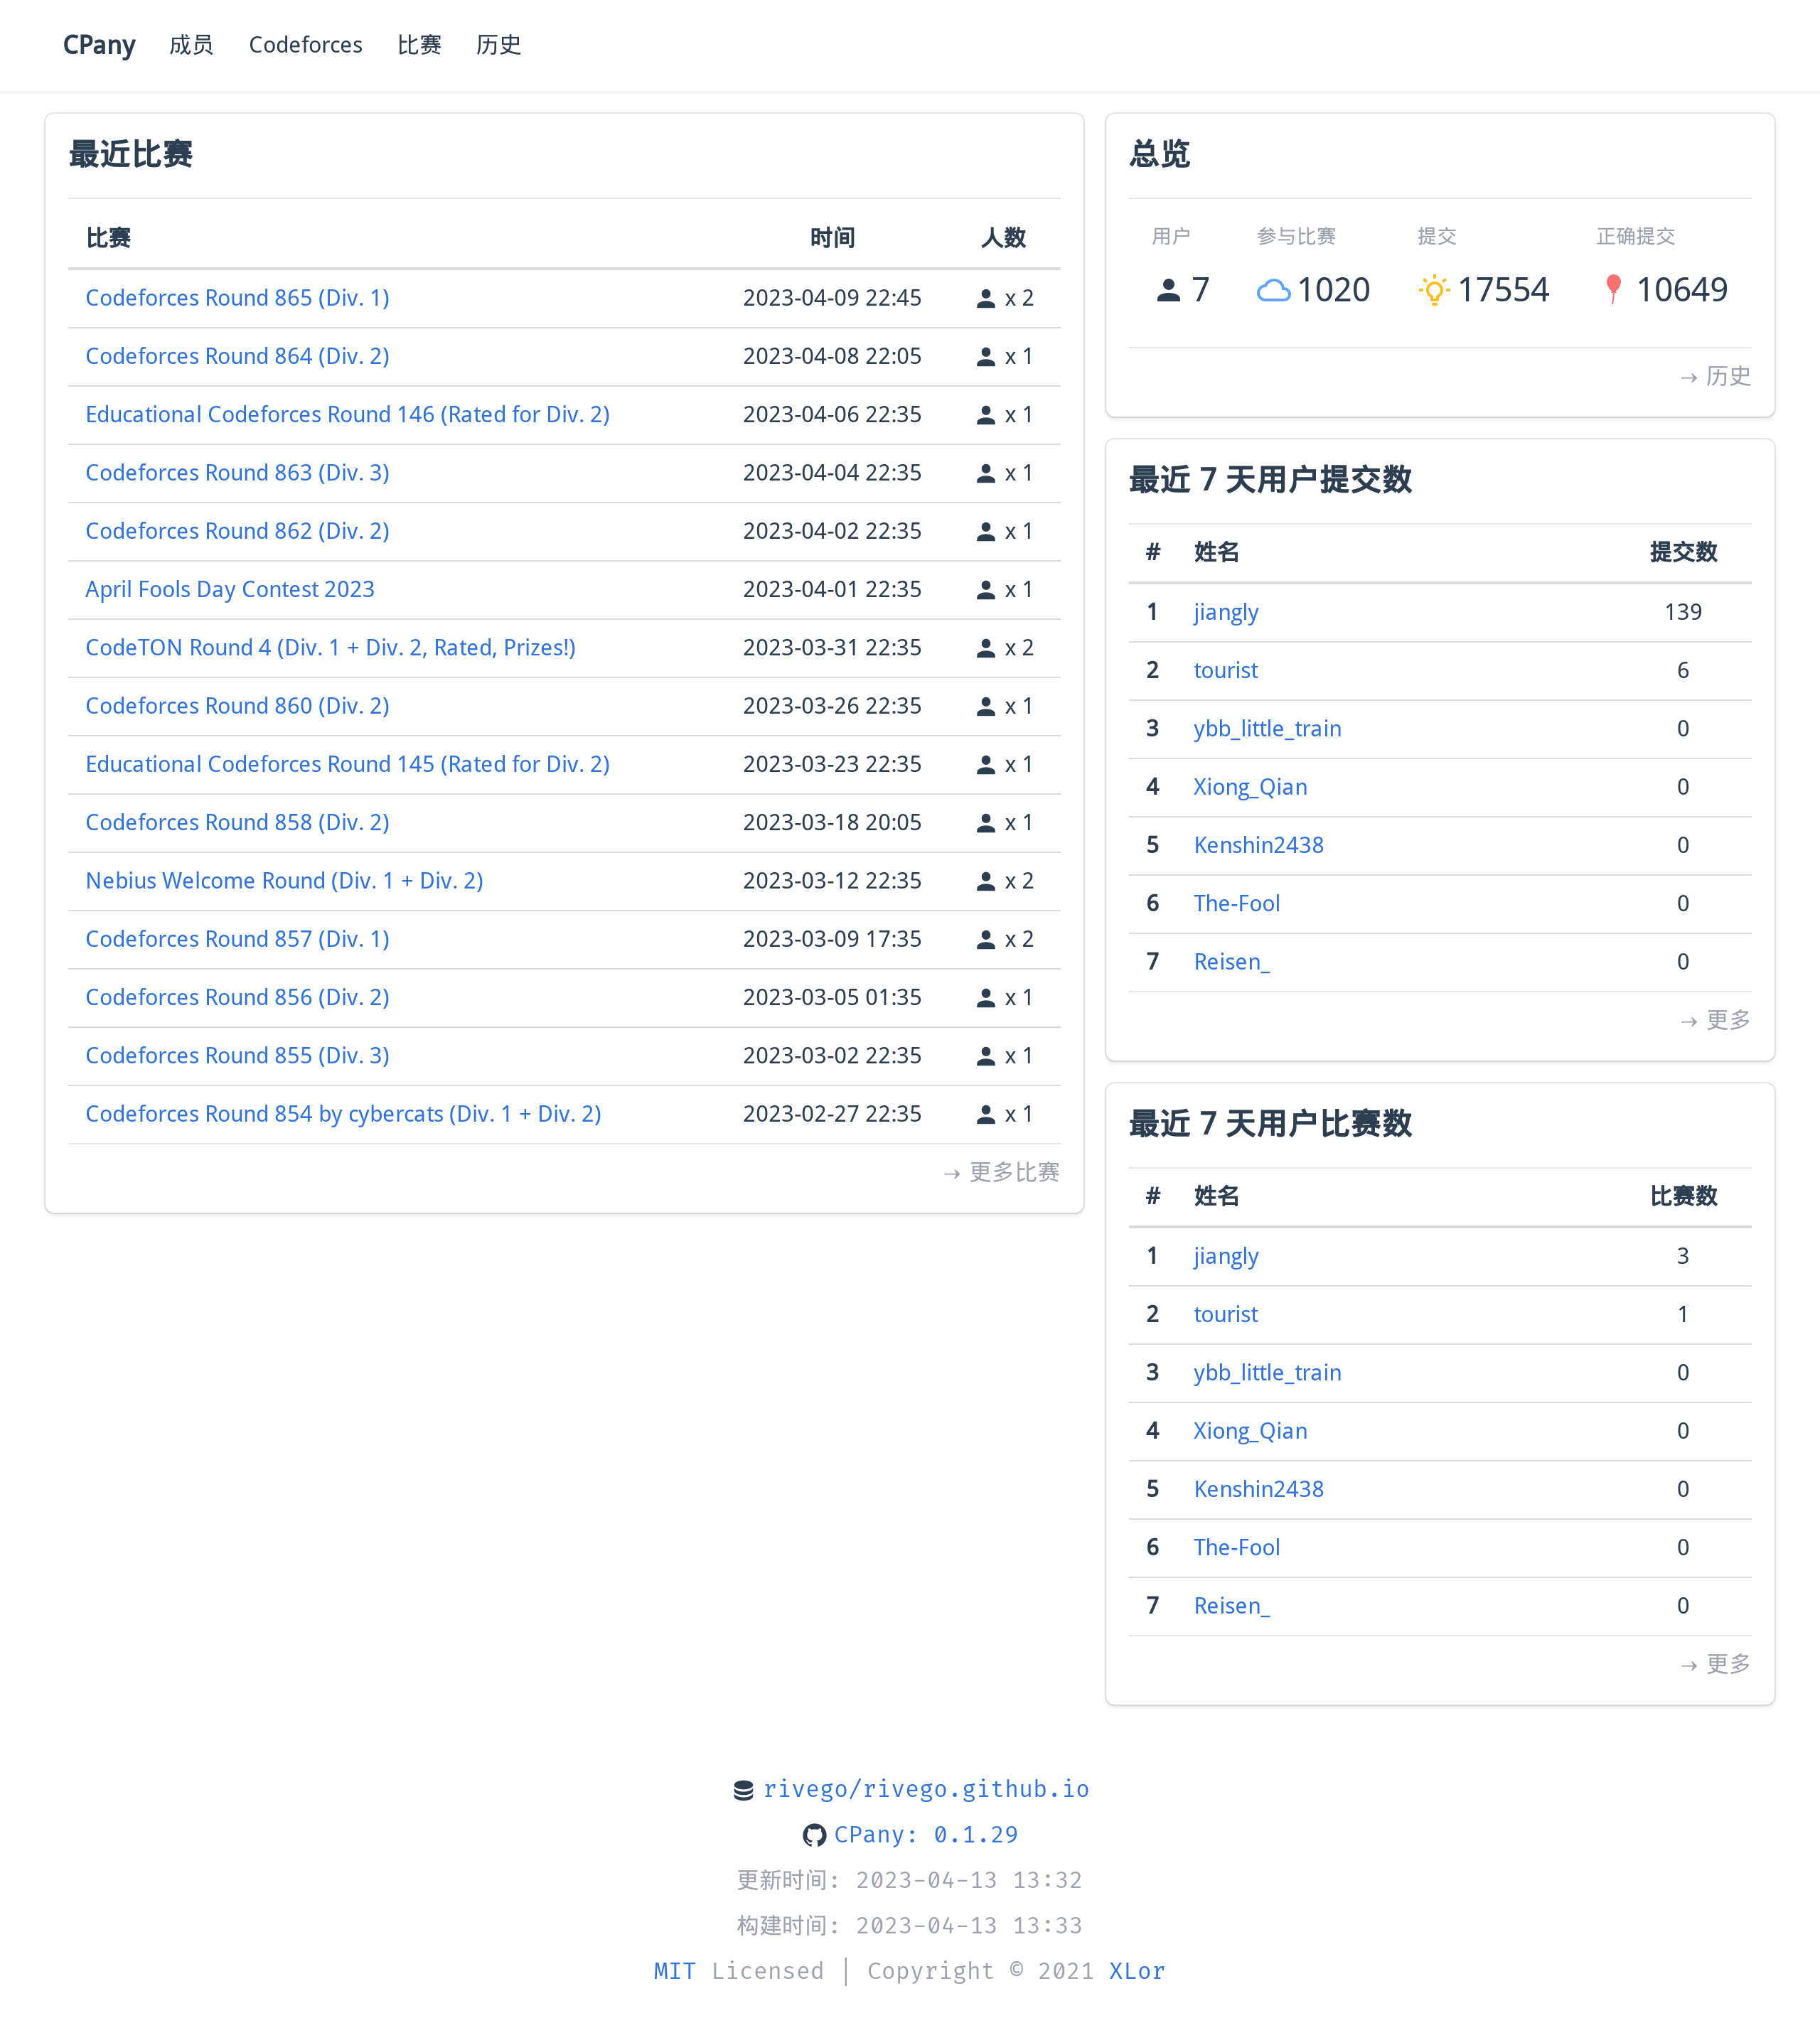 CPany 成员 Codeforces 比赛 历史
最近比赛
比赛 时间 人数
Codeforces Round 865 (Div. 1) 2023-04-09 22:45 x 2
Codeforces Round 864 (Div. 2) 2023-04-08 22:05 x 1
Educational Codeforces Round 146 (Rated for Div. 2) 2023-04-06 22:35 x 1
Codeforces Round 863 (Div. 3) 2023-04-04 22:35 x 1
Codeforces Round 862 (Div. 2) 2023-04-02 22:35 x 1
April Fools Day Contest 2023 2023-04-01 22:35 x 1
CodeTON Round 4 (Div. 1 + Div. 2, Rated, Prizes!) 2023-03-31 22:35 x 2
Codeforces Round 860 (Div. 2) 2023-03-26 22:35 x 1
Educational Codeforces Round 145 (Rated for Div. 2) 2023-03-23 22:35 x 1
Codeforces Round 858 (Div. 2) 2023-03-18 20:05 x 1
Nebius Welcome Round (Div. 1 + Div. 2) 2023-03-12 22:35 x 2
Codeforces Round 857 (Div. 1) 2023-03-09 17:35 x 2
Codeforces Round 856 (Div. 2) 2023-03-05 01:35 x 1
Codeforces Round 855 (Div. 3) 2023-03-02 22:35 x 1
Codeforces Round 854 by cybercats (Div. 1 + Div. 2) 2023-02-27 22:35 x 1
→ 更多比赛
总览
用户 参与比赛 提交 正确提交
7 1020 17554 10649
→ 历史
最近 7 天用户提交数
# 姓名 提交数
1 jiangly 139
2 tourist 6
3 ybb_little_train 0
4 Xiong_Qian 0
5 Kenshin2438 0
6 The-Fool 0
7 Reisen_ 0
→ 更多
最近 7 天用户比赛数
# 姓名 比赛数
1 jiangly 3
2 tourist 1
3 ybb_little_train 0
4 Xiong_Qian 0
5 Kenshin2438 0
6 The-Fool 0
7 Reisen_ 0
→ 更多
rivego/rivego.github.io
CPany: 0.1.29
更新时间: 2023-04-13 13:32
构建时间: 2023-04-13 13:33
MIT Licensed | Copyright © 2021 XLor